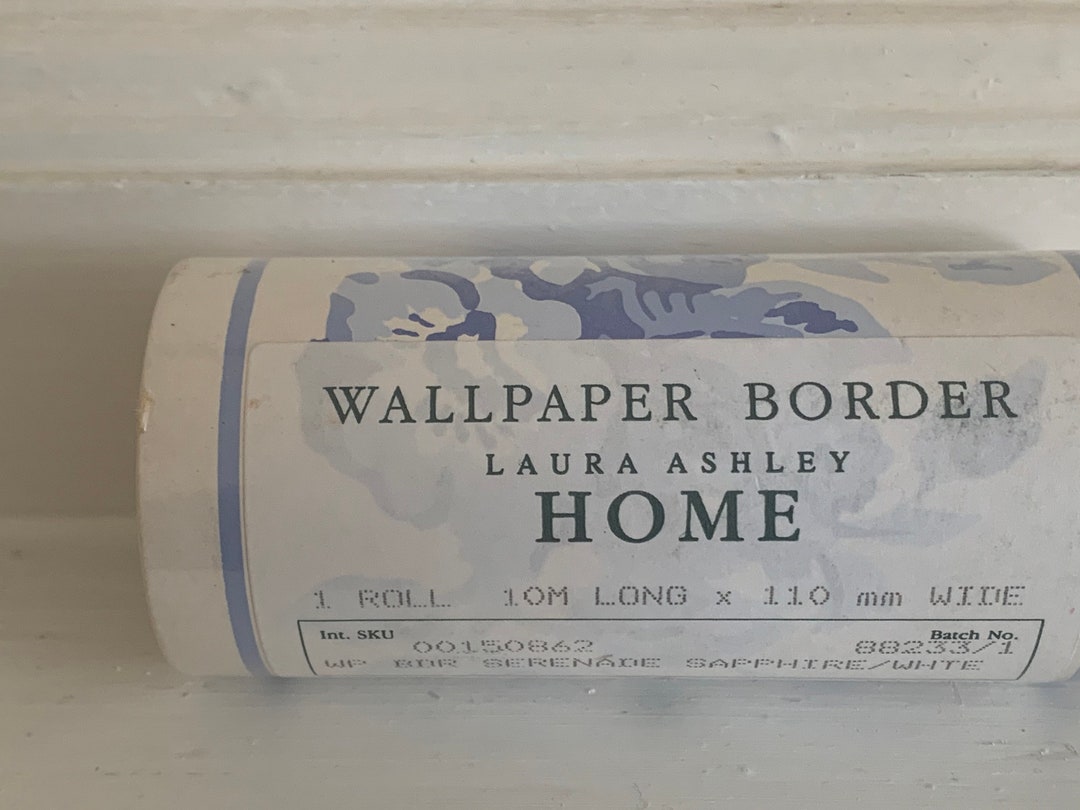 WALLPAPER BORDER
LAURA ASHLEY
HOME
1 ROLL 10M LONG x 110 mm WIDE
Int. SKU 00150862 Batch No. 88233/1
WP BDR SERENADE SAPPHIRE/WHTE